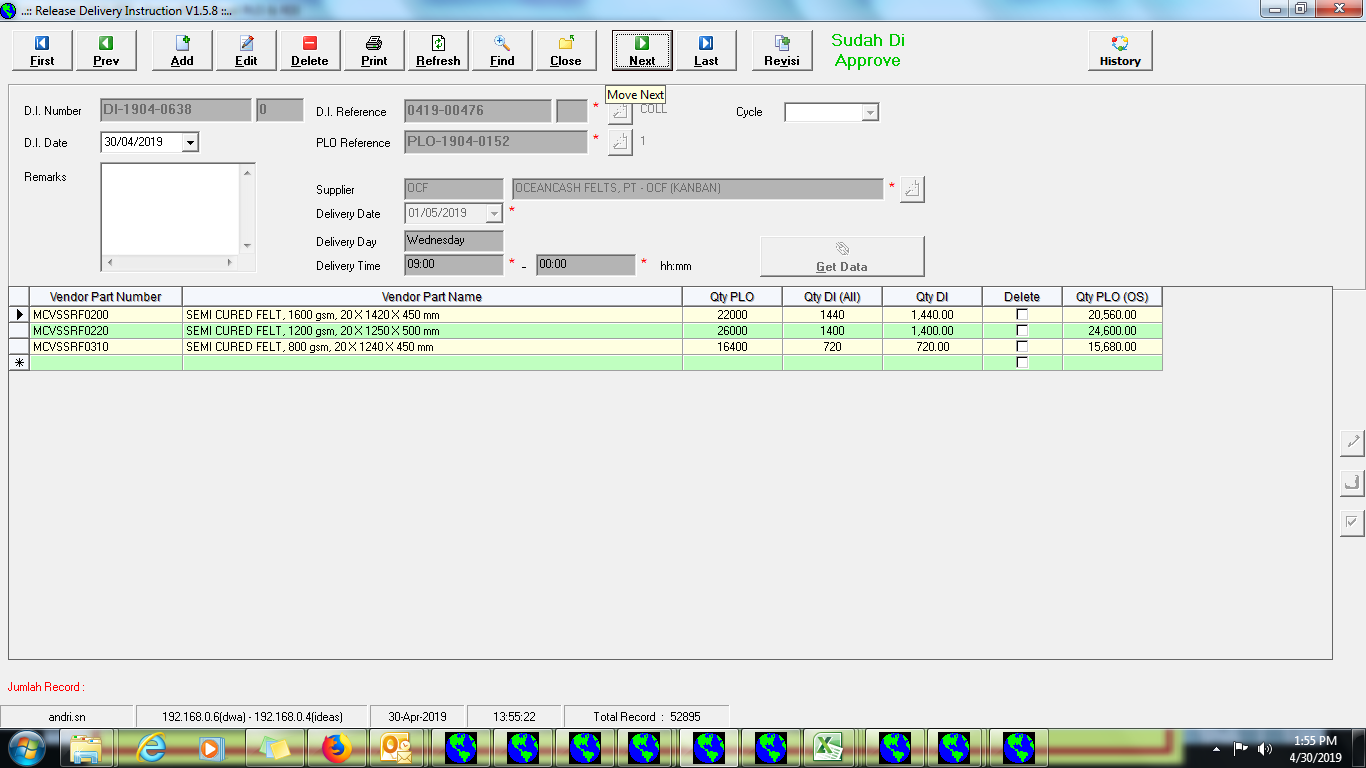 ..:: Release Delivery Instruction V1.5.8 ::..
First Prev Add Edit Delete Print Refresh Find Close Next Last Revisi Sudah Di Approve History
Move Next
D.I. Number DI-1904-0638 0 D.I. Reference 0419-00476 * COLL Cycle
D.I. Date 30/04/2019 PLO Reference PLO-1904-0152 * 1
Remarks
Supplier OCF OCEANCASH FELTS, PT - OCF (KANBAN) *
Delivery Date 01/05/2019 *
Delivery Day Wednesday
Delivery Time 09:00 * - 00:00 * hh:mm
Get Data
Vendor Part Number Vendor Part Name Qty PLO Qty DI (All) Qty DI Delete Qty PLO (OS)
MCVSSRF0200 SEMI CURED FELT, 1600 gsm, 20 X 1420 X 450 mm 22000 1440 1,440.00 20,560.00
MCVSSRF0220 SEMI CURED FELT, 1200 gsm, 20 X 1250 X 500 mm 26000 1400 1,400.00 24,600.00
MCVSSRF0310 SEMI CURED FELT, 800 gsm, 20 X 1240 X 450 mm 16400 720 720.00 15,680.00
Jumlah Record :
andri.sn 192.168.0.6(dwa) - 192.168.0.4(ideas) 30-Apr-2019 13:55:22 Total Record : 52895
1:55 PM
4/30/2019